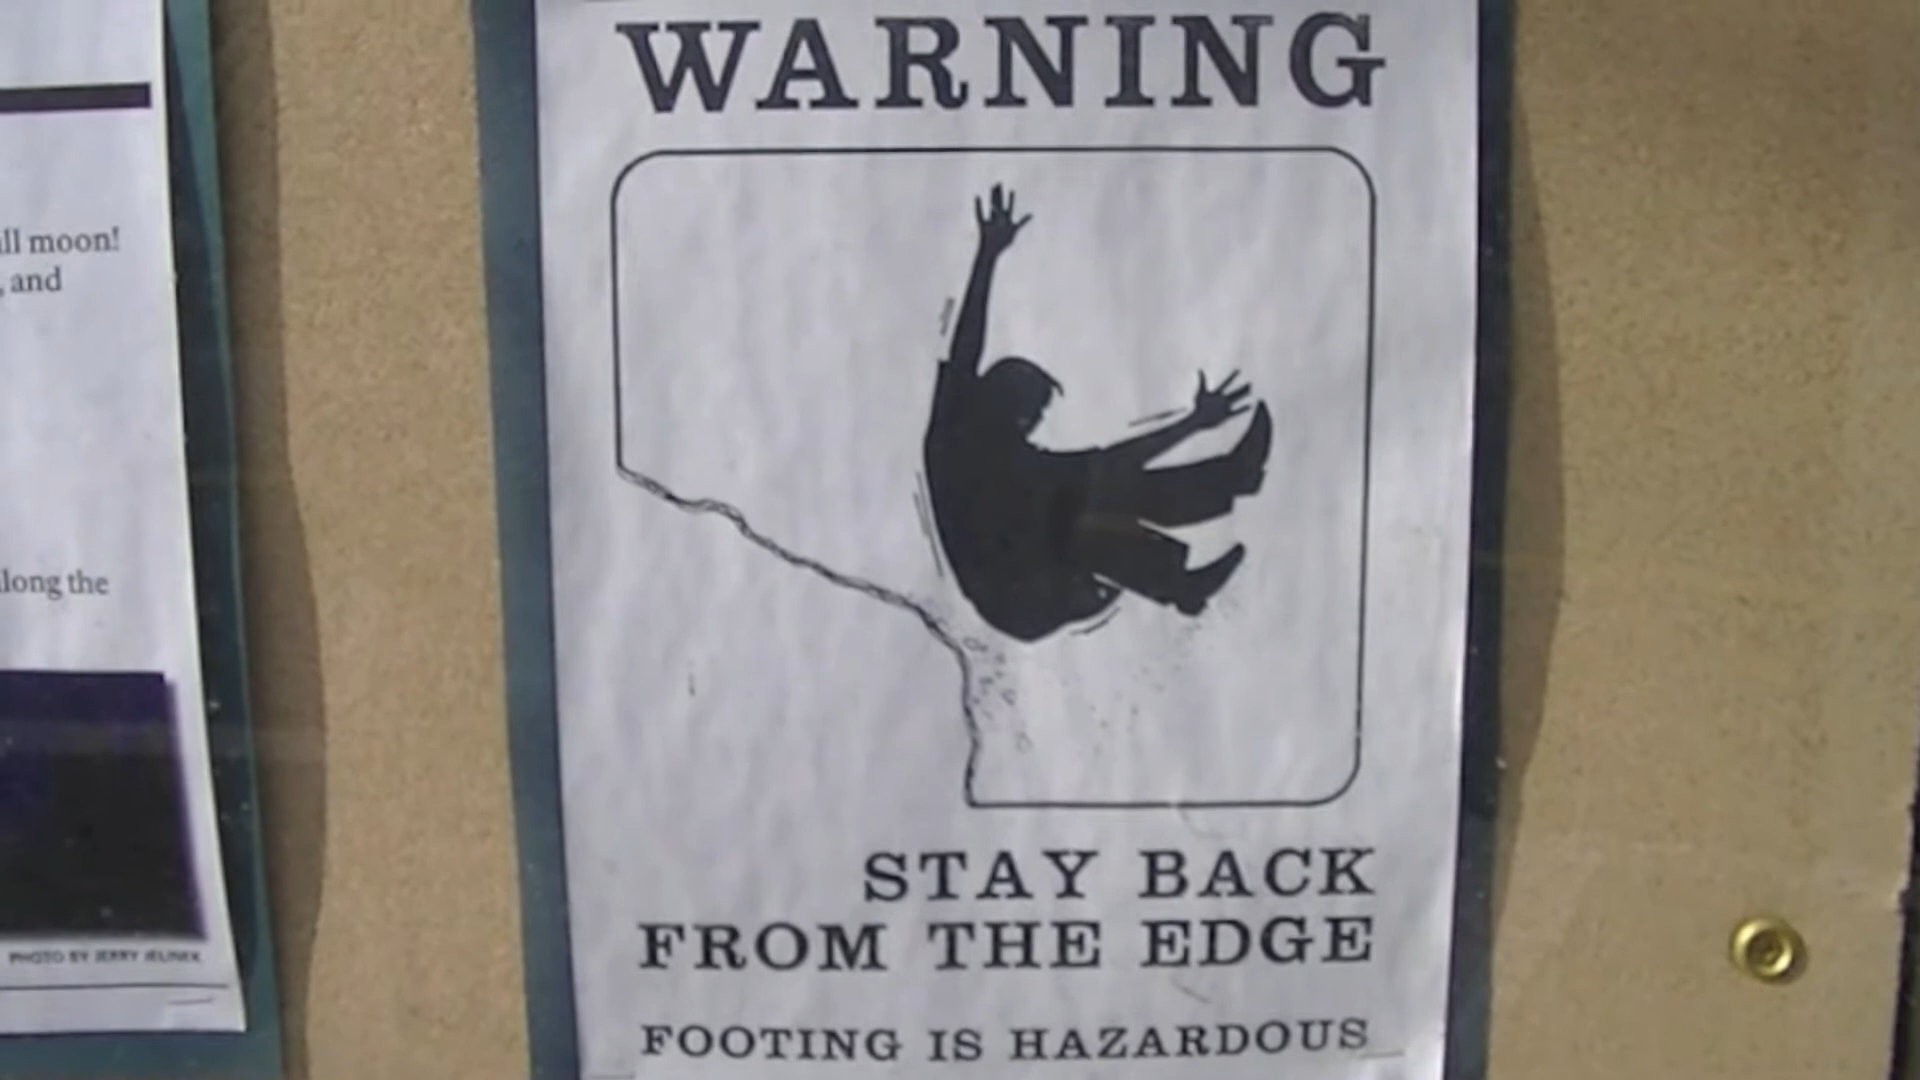 ll moon!
, and
long the
PHOTO BY JERRY JELINEK
WARNING
STAY BACK
FROM THE EDGE
FOOTING IS HAZARDOUS